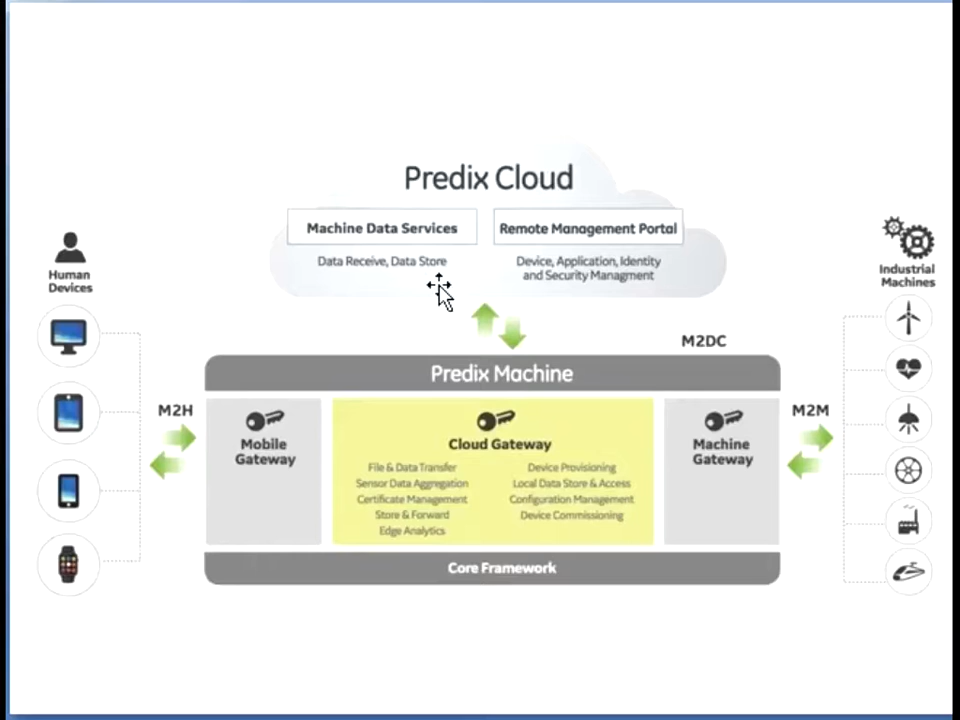 Predix Cloud
Machine Data Services
Remote Management Portal
Data Receive, Data Store
Device, Application, Identity
and Security Managment
Human
Devices
Industrial
Machines
M2DC
Predix Machine
M2H
M2M
Mobile
Gateway
Cloud Gateway
File & Data Transfer
Sensor Data Aggregation
Certificate Management
Store & Forward
Edge Analytics
Device Provisioning
Local Data Store & Access
Configuration Management
Device Commissioning
Machine
Gateway
Core Framework